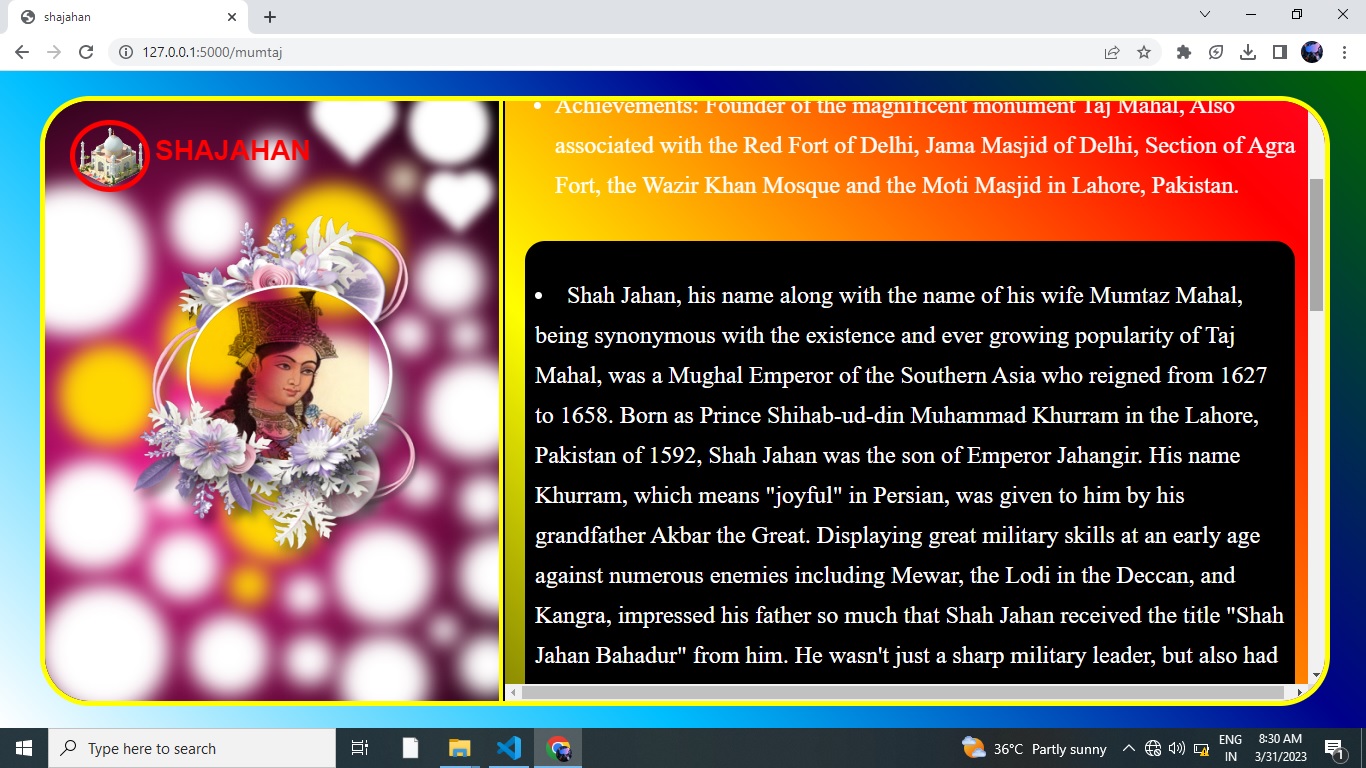 shajahan
127.0.0.1:5000/mumtaj
SHAJAHAN
• Achievements: Founder of the magnificent monument Taj Mahal, Also
associated with the Red Fort of Delhi, Jama Masjid of Delhi, Section of Agra
Fort, the Wazir Khan Mosque and the Moti Masjid in Lahore, Pakistan.
• Shah Jahan, his name along with the name of his wife Mumtaz Mahal,
being synonymous with the existence and ever growing popularity of Taj
Mahal, was a Mughal Emperor of the Southern Asia who reigned from 1627
to 1658. Born as Prince Shihab-ud-din Muhammad Khurram in the Lahore,
Pakistan of 1592, Shah Jahan was the son of Emperor Jahangir. His name
Khurram, which means "joyful" in Persian, was given to him by his
grandfather Akbar the Great. Displaying great military skills at an early age
against numerous enemies including Mewar, the Lodi in the Deccan, and
Kangra, impressed his father so much that Shah Jahan received the title "Shah
Jahan Bahadur" from him. He wasn't just a sharp military leader, but also had
Type here to search
36°C Partly sunny
ENG
IN
8:30 AM
3/31/2023
1